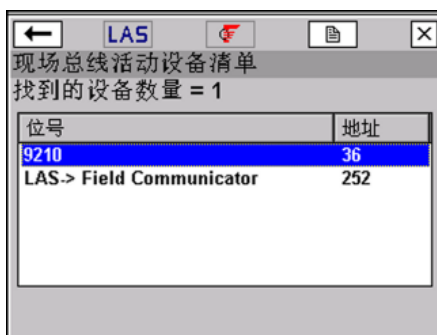 LAS
现场总线活动设备清单
找到的设备数量 = 1
位号 地址
9210 36
LAS-> Field Communicator 252